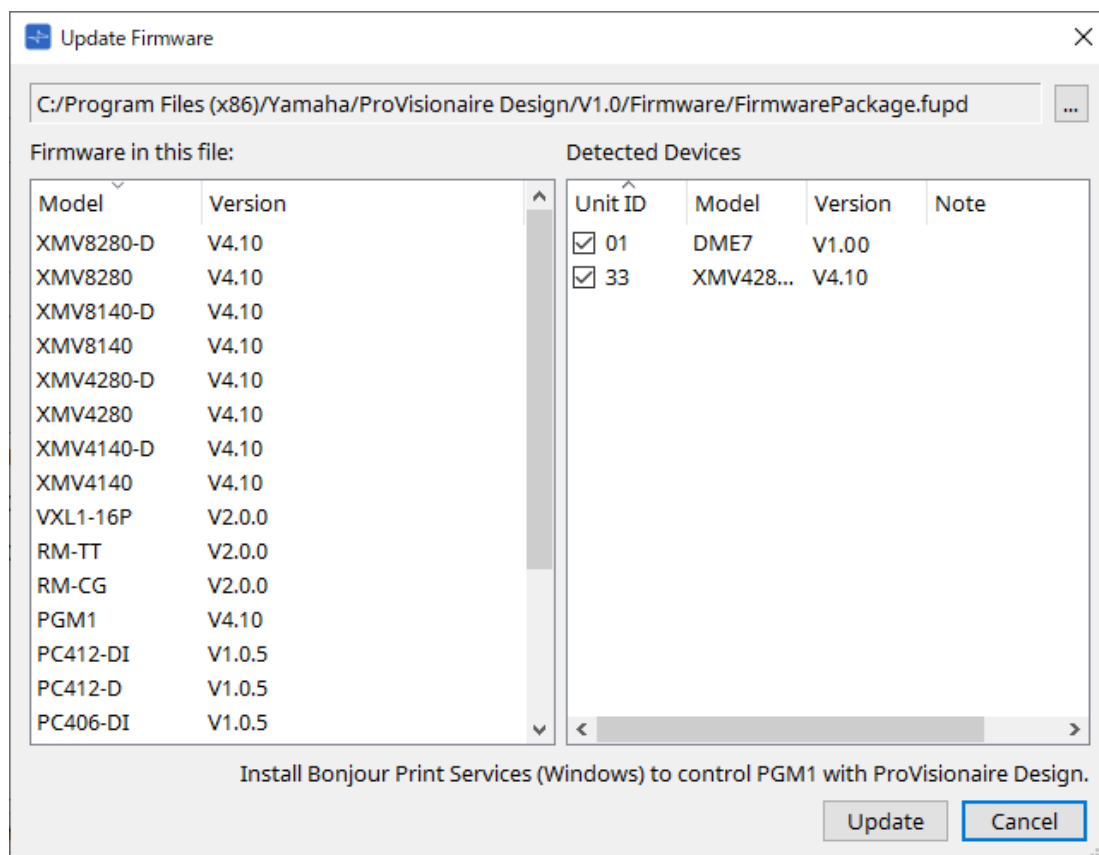 Update Firmware
C:/Program Files (x86)/Yamaha/ProVisionaire Design/V1.0/Firmware/FirmwarePackage.fupd ...
Firmware in this file:
Model Version
XMV8280-D V4.10
XMV8280 V4.10
XMV8140-D V4.10
XMV8140 V4.10
XMV4280-D V4.10
XMV4280 V4.10
XMV4140-D V4.10
XMV4140 V4.10
VXL1-16P V2.0.0
RM-TT V2.0.0
RM-CG V2.0.0
PGM1 V4.10
PC412-DI V1.0.5
PC412-D V1.0.5
PC406-DI V1.0.5
Detected Devices
Unit ID Model Version Note
01 DME7 V1.00
33 XMV428... V4.10
Install Bonjour Print Services (Windows) to control PGM1 with ProVisionaire Design.
Update Cancel